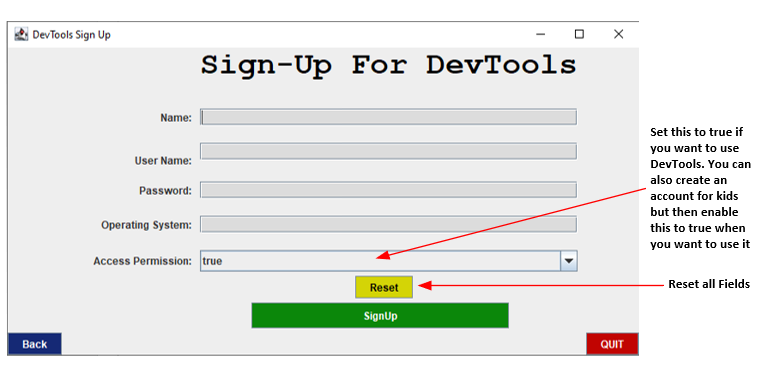 DevTools Sign Up
Sign-Up For DevTools
Name:
User Name:
Password:
Operating System:
Access Permission: true
Reset
SignUp
Back
QUIT
Set this to true if
you want to use
DevTools. You can
also create an
account for kids
but then enable
this to true when
you want to use it
Reset all Fields